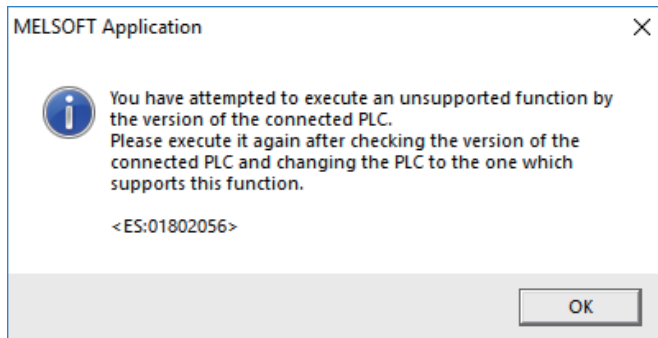 MELSOFT Application
You have attempted to execute an unsupported function by
the version of the connected PLC.
Please execute it again after checking the version of the
connected PLC and changing the PLC to the one which
supports this function.
<ES:01802056>
OK